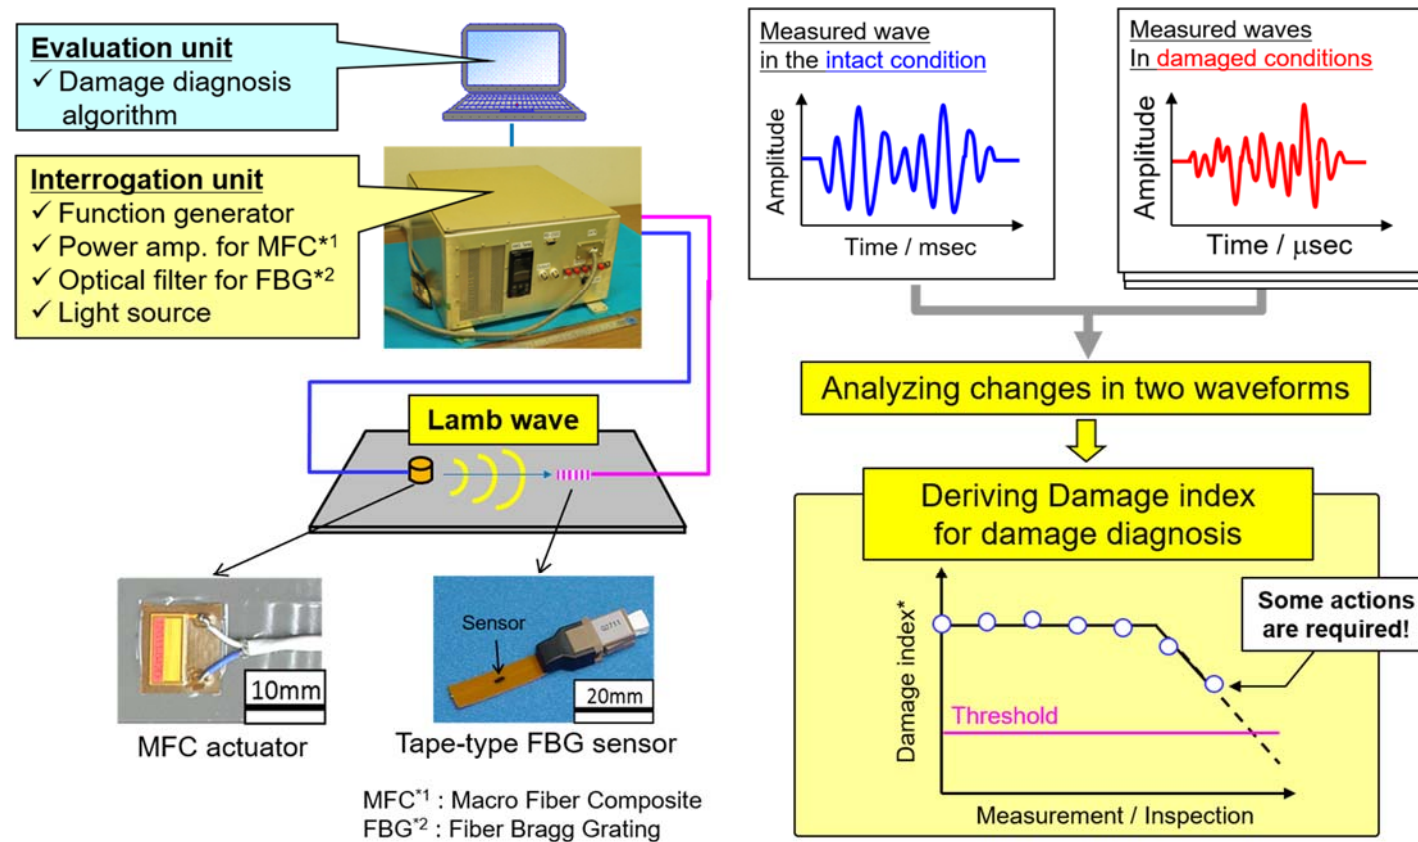 Evaluation unit
✓ Damage diagnosis
algorithm
Interrogation unit
✓ Function generator
✓ Power amp. for MFC*1
✓ Optical filter for FBG*2
✓ Light source
Lamb wave
10mm
MFC actuator
Sensor
20mm
Tape-type FBG sensor
MFC*1 : Macro Fiber Composite
FBG*2 : Fiber Bragg Grating
Measured wave
in the intact condition
Amplitude
Time / msec
Measured waves
In damaged conditions
Amplitude
Time / μsec
Analyzing changes in two waveforms
Deriving Damage index
for damage diagnosis
Damage index*
Threshold
Some actions
are required!
Measurement / Inspection